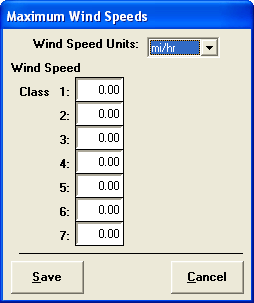 Maximum Wind Speeds
Wind Speed Units: mi/hr
Wind Speed
Class 1: 0.00
2: 0.00
3: 0.00
4: 0.00
5: 0.00
6: 0.00
7: 0.00
Save Cancel